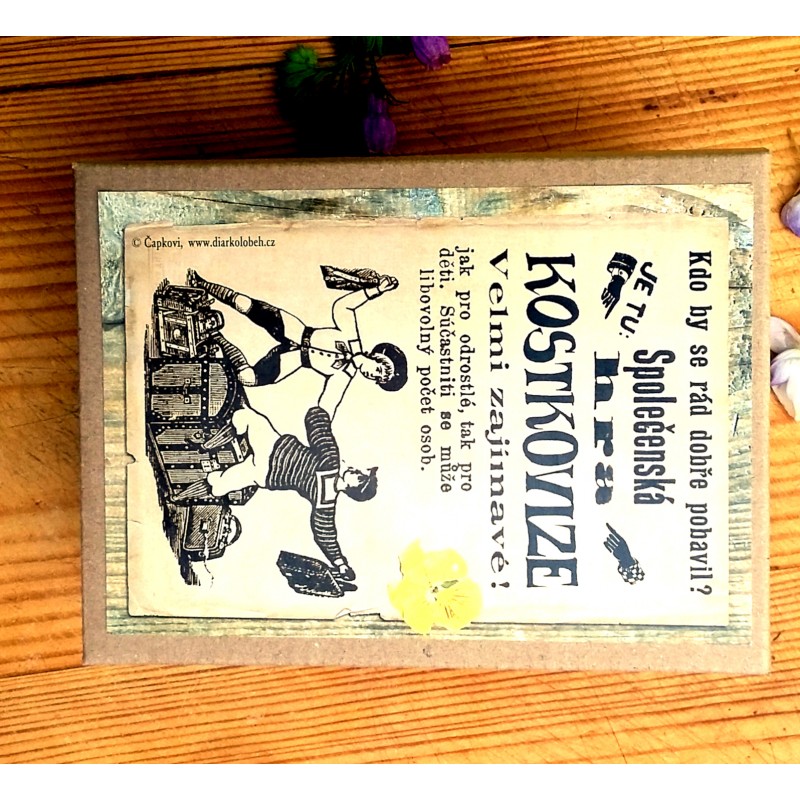 Kdo by se rád dobře pobavil?
JE TU:
Společenská
hra
KOSTKOVIZE
Velmi zajímavé!
jak pro odrostlé, tak pro
děti. Súčastniti se může
libovolný počet osob.
© Čapkovi, www.diarkolobeh.cz